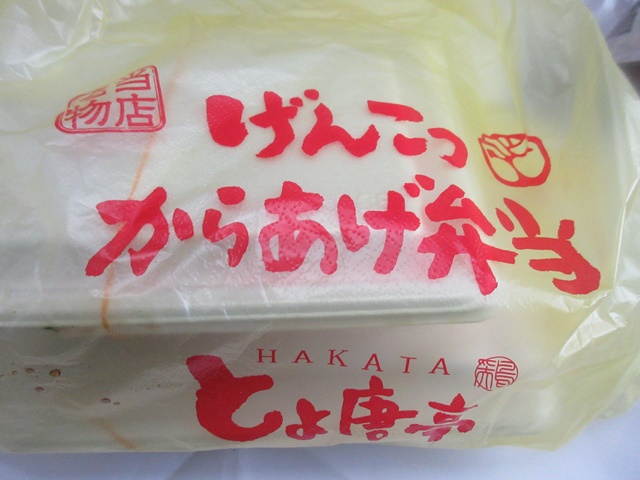 当店
名物
げんこつ
からあげ弁当
HAKATA
とよ唐亭